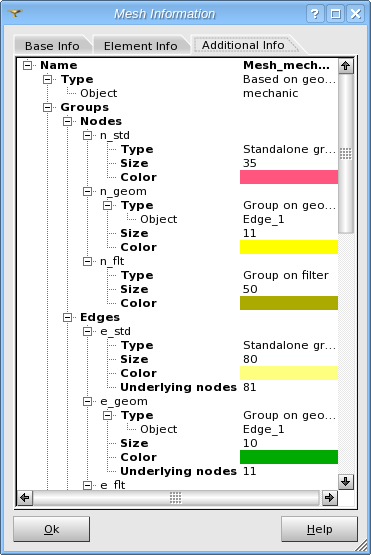 Mesh Information
Base Info Element Info Additional Info
Name Mesh_mech...
Type Based on geo...
Object mechanic
Groups
Nodes
n_std
Type Standalone gr...
Size 35
Color
n_geom
Type Group on geo...
Object Edge_1
Size 11
Color
n_flt
Type Group on filter
Size 50
Color
Edges
e_std
Type Standalone gr...
Size 80
Color
Underlying nodes 81
e_geom
Type Group on geo...
Object Edge_1
Size 10
Color
Underlying nodes 11
e_flt
Ok Help